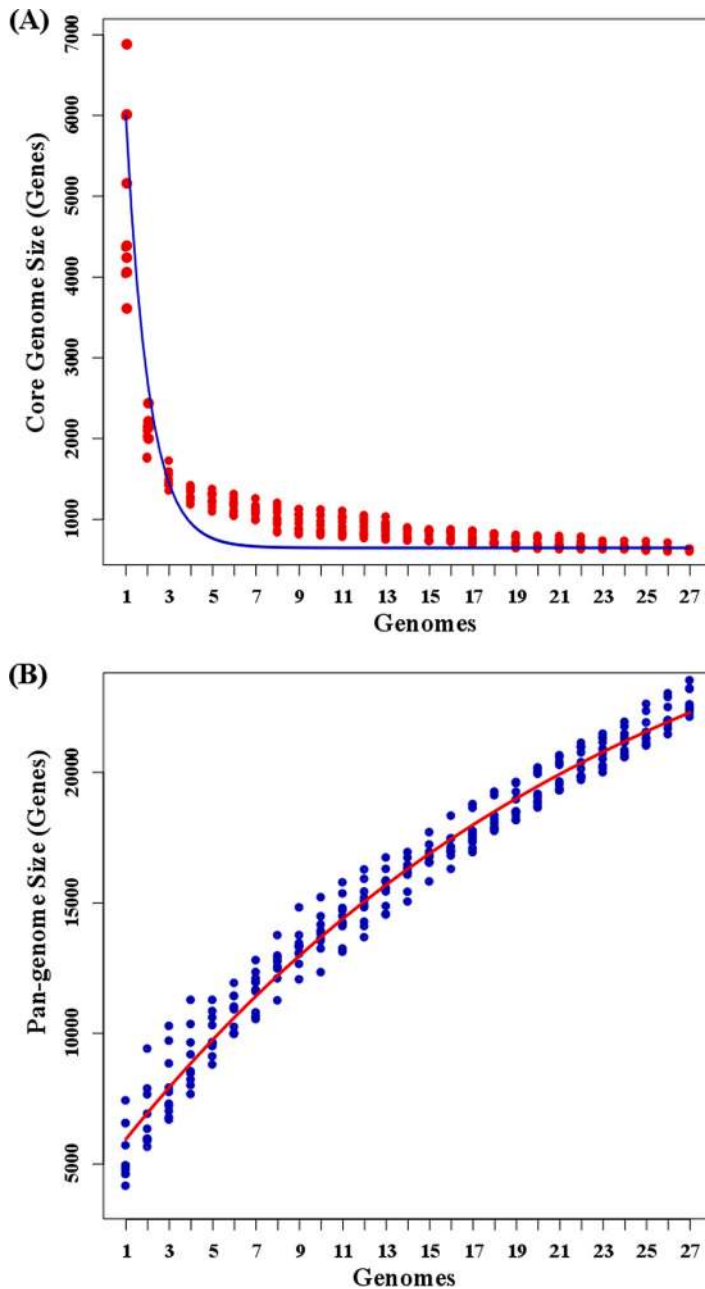 (A)
Core Genome Size (Genes)
7000
6000
5000
4000
3000
2000
1000
1 3 5 7 9 11 13 15 17 19 21 23 25 27
Genomes
(B)
Pan-genome Size (Genes)
20000
15000
10000
5000
1 3 5 7 9 11 13 15 17 19 21 23 25 27
Genomes